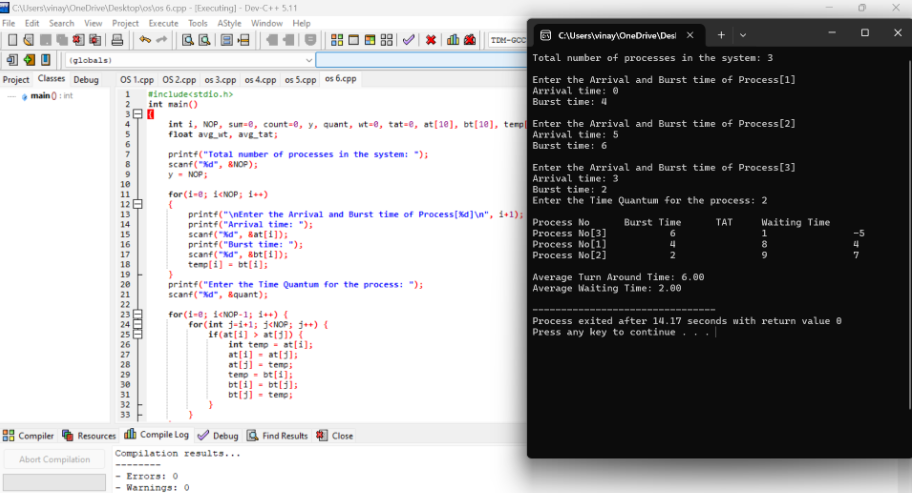 C:\Users\vinay\OneDrive\Desktop\os\os 6.cpp - [Executing] - Dev-C++ 5.11
File Edit Search View Project Execute Tools AStyle Window Help
TDM-GCC
(globals)
Project Classes Debug
OS 1.cpp OS 2.cpp os 3.cpp os 4.cpp os 5.cpp os 6.cpp
main() : int
1 #include<stdio.h>
2 int main()
3 {
4 int i, NOP, sum=0, count=0, y, quant, wt=0, tat=0, at[10], bt[10], temp
5 float avg_wt, avg_tat;
6
7 printf("Total number of processes in the system: ");
8 scanf("%d", &NOP);
9 y = NOP;
10
11 for(i=0; i<NOP; i++)
12 {
13 printf("\nEnter the Arrival and Burst time of Process[%d]\n", i+1);
14 printf("Arrival time: ");
15 scanf("%d", &at[i]);
16 printf("Burst time: ");
17 scanf("%d", &bt[i]);
18 temp[i] = bt[i];
19 }
20 printf("Enter the Time Quantum for the process: ");
21 scanf("%d", &quant);
22
23 for(i=0; i<NOP-1; i++) {
24 for(int j=i+1; j<NOP; j++) {
25 if(at[i] > at[j]) {
26 int temp = at[i];
27 at[i] = at[j];
28 at[j] = temp;
29 temp = bt[i];
30 bt[i] = bt[j];
31 bt[j] = temp;
32 }
33 }
Compiler Resources Compile Log Debug Find Results Close
Abort Compilation
Compilation results...
--------
- Errors: 0
- Warnings: 0
C:\Users\vinay\OneDrive\Des
Total number of processes in the system: 3
Enter the Arrival and Burst time of Process[1]
Arrival time: 0
Burst time: 4
Enter the Arrival and Burst time of Process[2]
Arrival time: 5
Burst time: 6
Enter the Arrival and Burst time of Process[3]
Arrival time: 3
Burst time: 2
Enter the Time Quantum for the process: 2
Process No Burst Time TAT Waiting Time
Process No[3] 6 1 -5
Process No[1] 4 8 4
Process No[2] 2 9 7
Average Turn Around Time: 6.00
Average Waiting Time: 2.00
--------------------------------
Process exited after 14.17 seconds with return value 0
Press any key to continue . . .